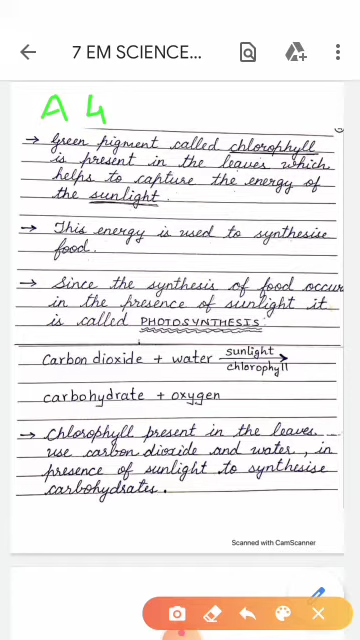 7 EM SCIENCE...
A 4
→ Green pigment called chlorophyll
is present in the leaves which
helps to capture the energy of
the sunlight.
→ This energy is used to synthesise
food.
→ Since the synthesis of food occur
in the presence of sunlight it
is called PHOTOSYNTHESIS
Carbon dioxide + water sunlight →
chlorophyll
carbohydrate + oxygen
→ Chlorophyll present in the leaves
use carbon dioxide and water, in
presence of sunlight to synthesise
carbohydrates.
Scanned with CamScanner